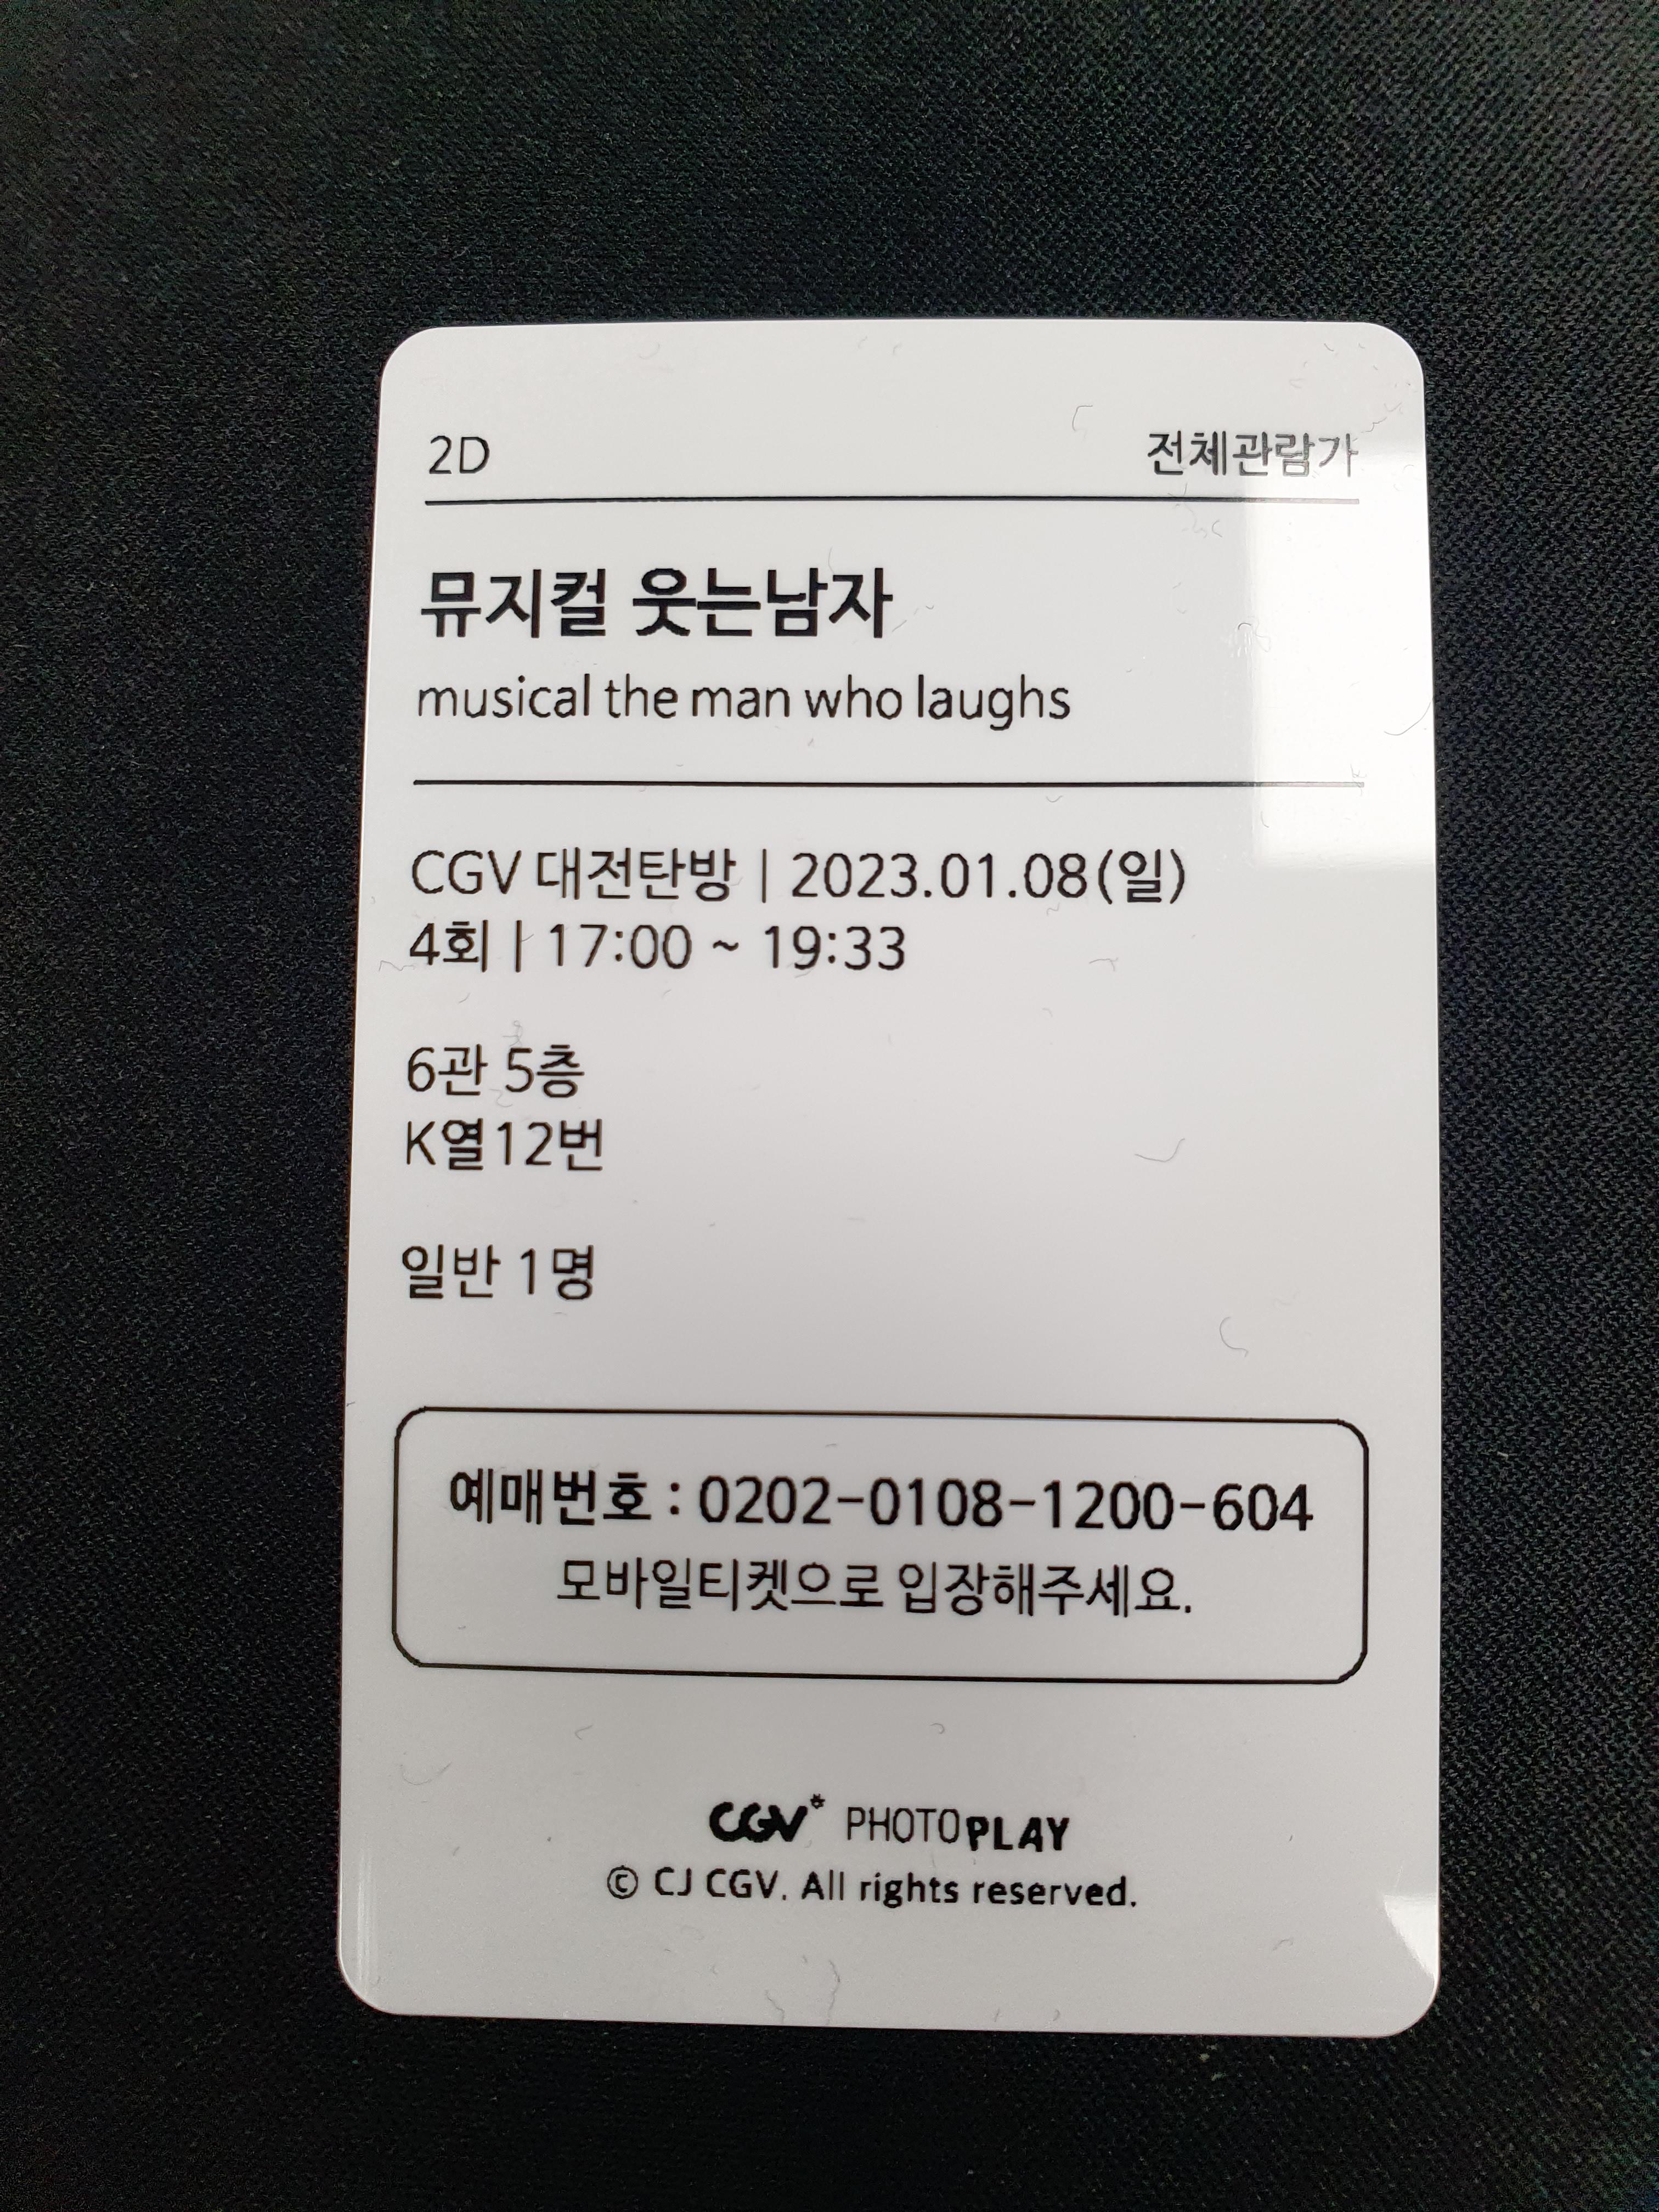 2D 전체관람가
뮤지컬 웃는남자
musical the man who laughs
CGV 대전탄방 | 2023.01.08(일)
4회 | 17:00 ~ 19:33
6관 5층
K열12번
일반 1명
예매번호 : 0202-0108-1200-604
모바일티켓으로 입장해주세요.
CGV* PHOTOPLAY
© CJ CGV. All rights reserved.